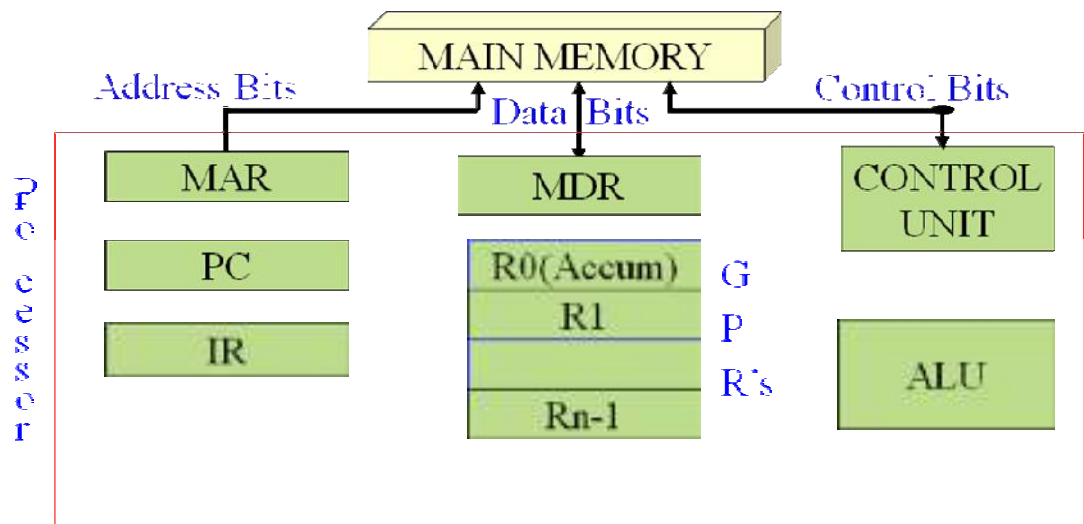 MAIN MEMORY
Address Bits
Data Bits
Control Bits
MAR
MDR
CONTROL
UNIT
PC
R0(Accum)
G
R1
P
IR
R's
ALU
Rn-1